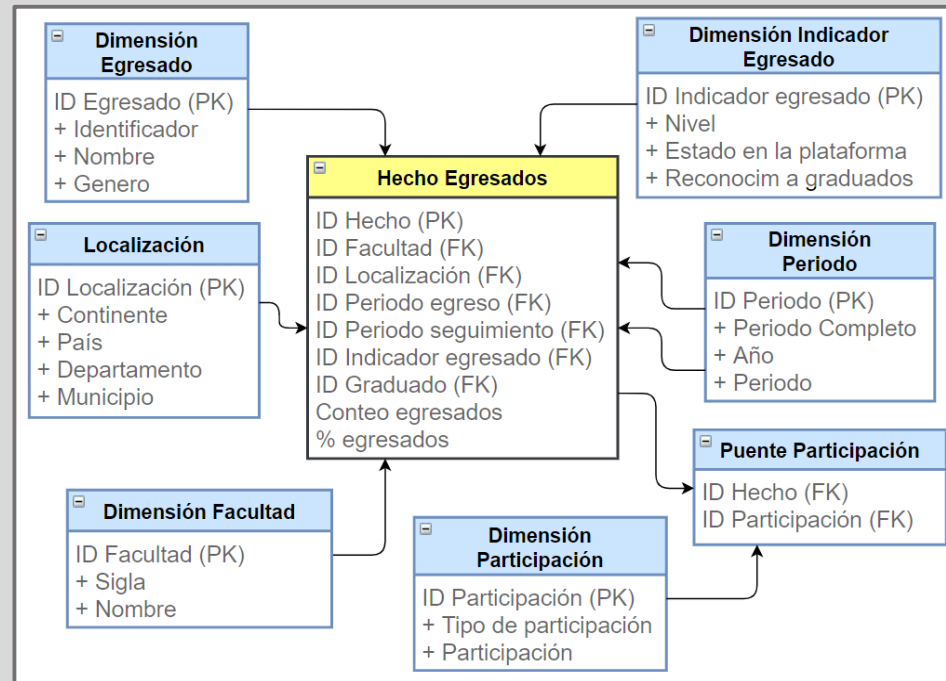 Dimensión
Egresado
ID Egresado (PK)
+ Identificador
+ Nombre
+ Genero
Dimensión Indicador
Egresado
ID Indicador egresado (PK)
+ Nivel
+ Estado en la plataforma
+ Reconocim a graduados
Hecho Egresados
ID Hecho (PK)
ID Facultad (FK)
ID Localización (FK)
ID Periodo egreso (FK)
ID Periodo seguimiento (FK)
ID Indicador egresado (FK)
ID Graduado (FK)
Conteo egresados
% egresados
Localización
ID Localización (PK)
+ Continente
+ País
+ Departamento
+ Municipio
Dimensión
Periodo
ID Periodo (PK)
+ Periodo Completo
+ Año
+ Periodo
Puente Participación
ID Hecho (FK)
ID Participación (FK)
Dimensión Facultad
ID Facultad (PK)
+ Sigla
+ Nombre
Dimensión
Participación
ID Participación (PK)
+ Tipo de participación
+ Participación